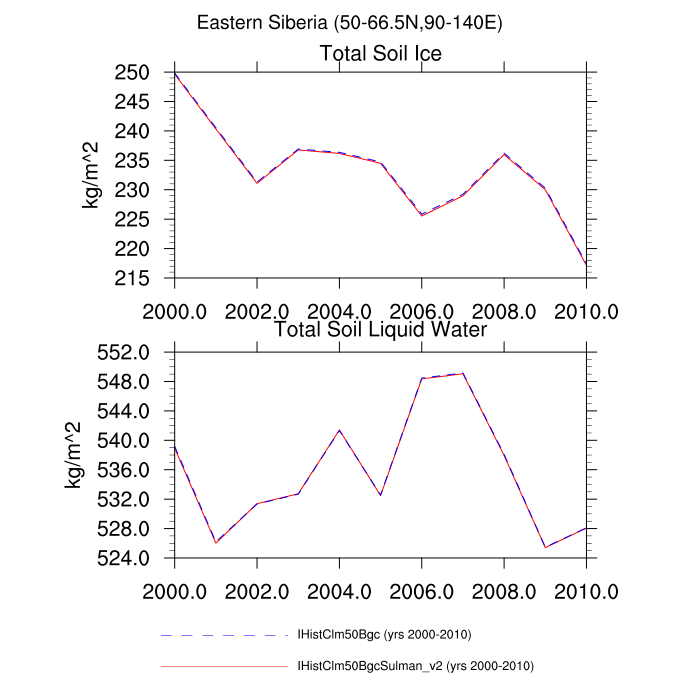 Eastern Siberia (50-66.5N,90-140E)
Total Soil Ice
250
245
240
235
230
225
220
215
kg/m^2
2000.0 2002.0 2004.0 2006.0 2008.0 2010.0
Total Soil Liquid Water
552.0
548.0
544.0
540.0
536.0
532.0
528.0
524.0
kg/m^2
2000.0 2002.0 2004.0 2006.0 2008.0 2010.0
IHistClm50Bgc (yrs 2000-2010)
IHistClm50BgcSulman_v2 (yrs 2000-2010)